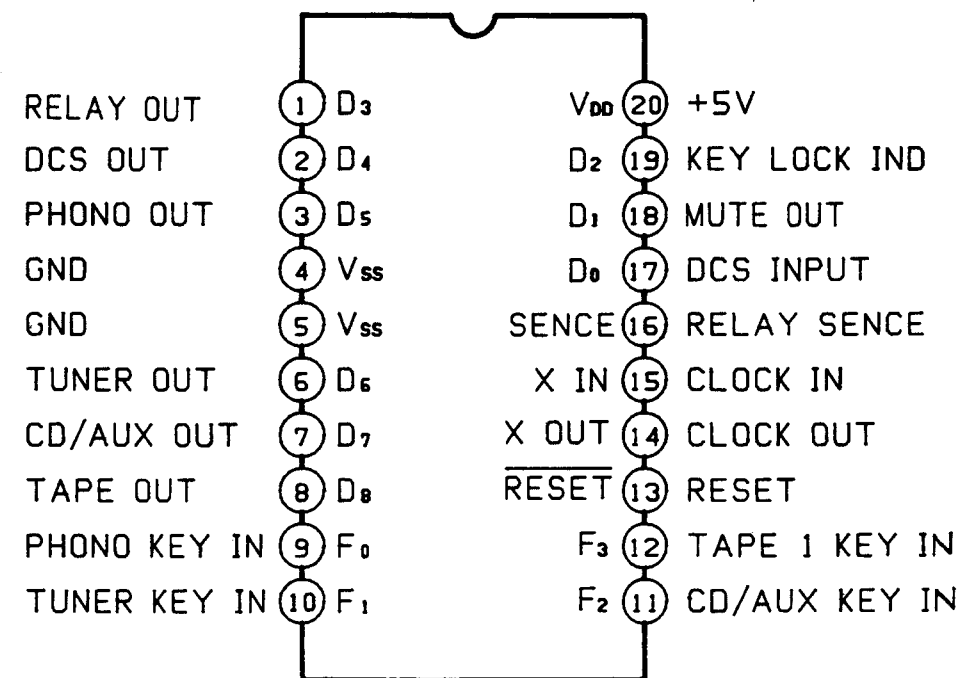 RELAY OUT 1 D3 VDD 20 +5V
DCS OUT 2 D4 D2 19 KEY LOCK IND
PHONO OUT 3 D5 D1 18 MUTE OUT
GND 4 VSS D0 17 DCS INPUT
GND 5 VSS SENCE 16 RELAY SENCE
TUNER OUT 6 D6 X IN 15 CLOCK IN
CD/AUX OUT 7 D7 X OUT 14 CLOCK OUT
TAPE OUT 8 D8 RESET 13 RESET
PHONO KEY IN 9 F0 F3 12 TAPE 1 KEY IN
TUNER KEY IN 10 F1 F2 11 CD/AUX KEY IN